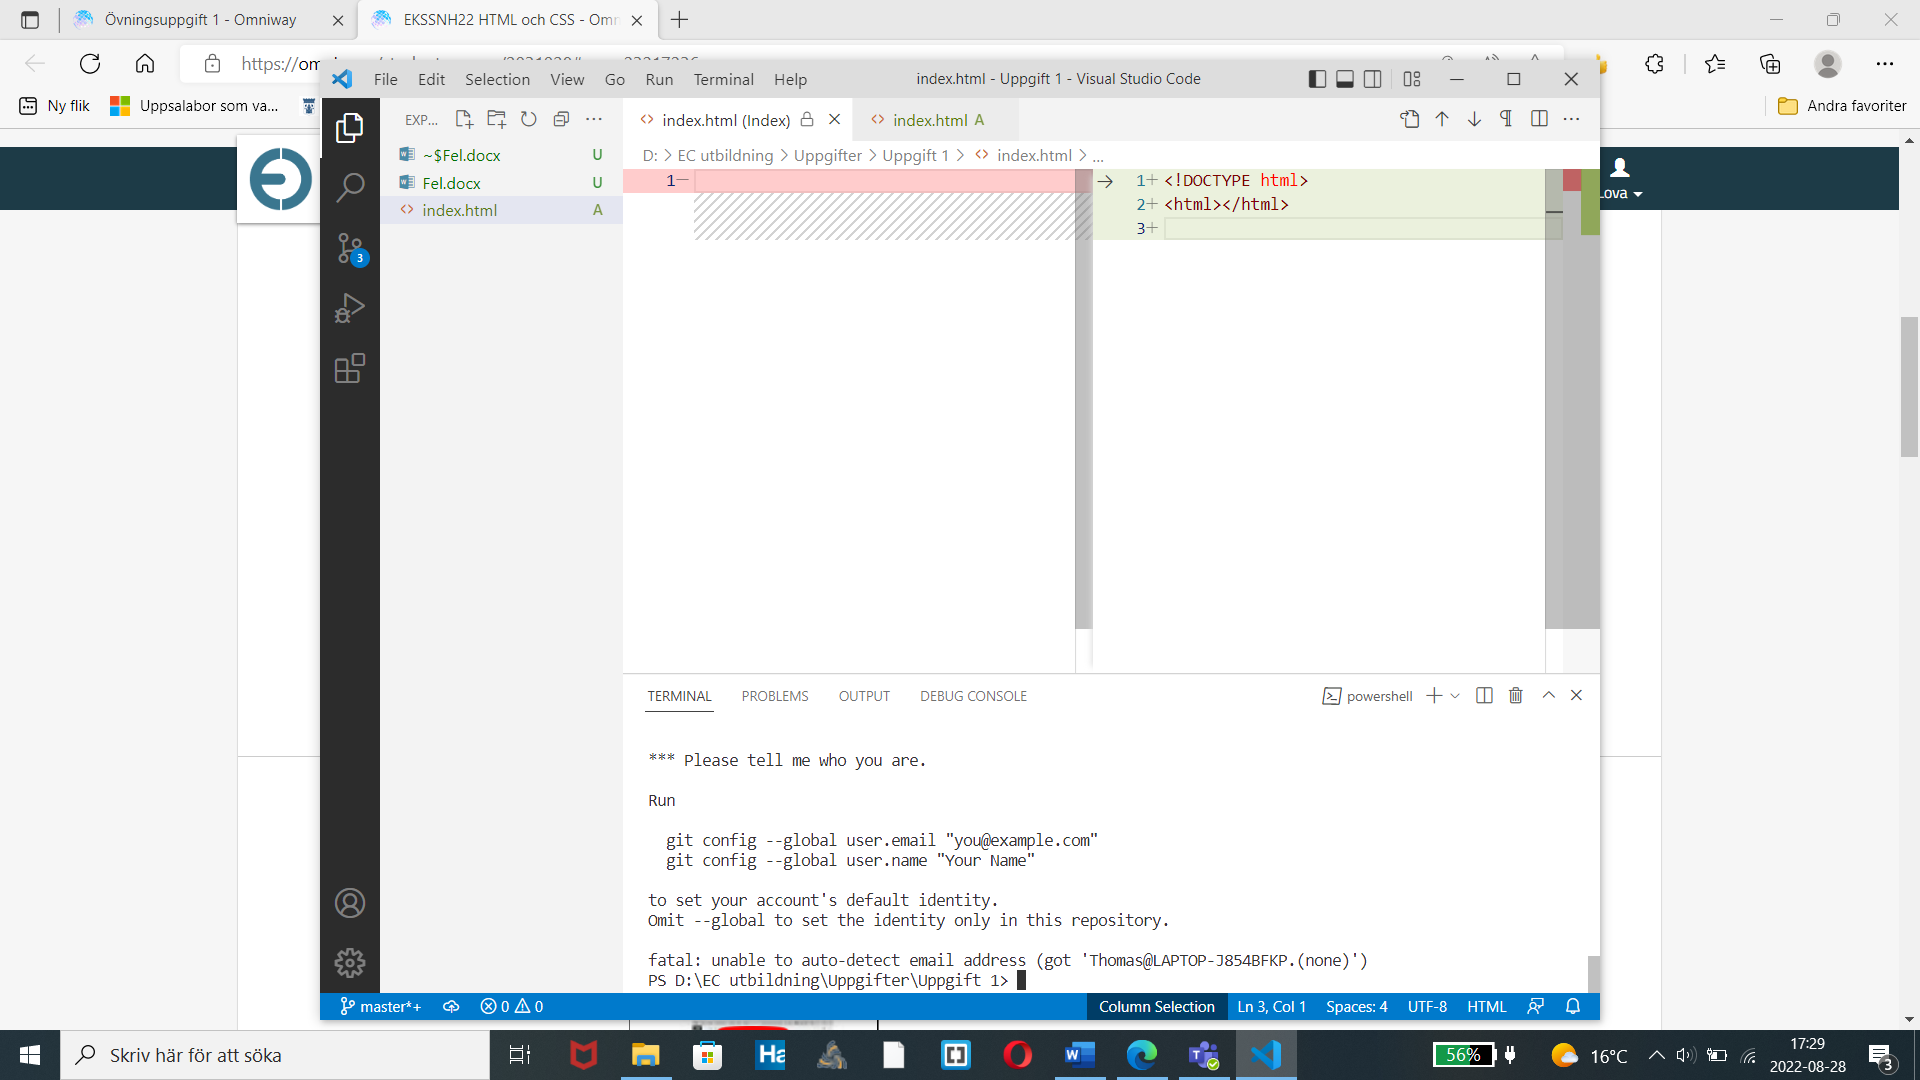 Övningsuppgift 1 - Omniway
EKSSNH22 HTML och CSS - Omn
https://om
Ny flik
Uppsalabor som va...
Andra favoriter
Lova
File Edit Selection View Go Run Terminal Help
index.html - Uppgift 1 - Visual Studio Code
EXP...
~$Fel.docx U
Fel.docx U
index.html A
3
index.html (Index)
index.html A
D: > EC utbildning > Uppgifter > Uppgift 1 > index.html > ...
1−
1+ <!DOCTYPE html>
2+ <html></html>
3+
TERMINAL PROBLEMS OUTPUT DEBUG CONSOLE
powershell
*** Please tell me who you are.
Run
git config --global user.email "you@example.com"
git config --global user.name "Your Name"
to set your account's default identity.
Omit --global to set the identity only in this repository.
fatal: unable to auto-detect email address (got 'Thomas@LAPTOP-J854BFKP.(none)')
PS D:\EC utbildning\Uppgifter\Uppgift 1>
master*+ 0 0
Column Selection Ln 3, Col 1 Spaces: 4 UTF-8 HTML
Skriv här för att söka
Ha
56%
16°C
17:29
2022-08-28
3